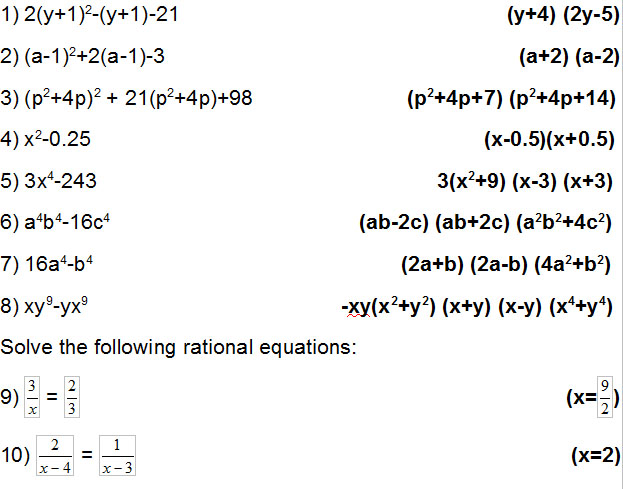 1) 2(y+1)²-(y+1)-21 (y+4) (2y-5)
2) (a-1)²+2(a-1)-3 (a+2) (a-2)
3) (p²+4p)² + 21(p²+4p)+98 (p²+4p+7) (p²+4p+14)
4) x²-0.25 (x-0.5)(x+0.5)
5) 3x⁴-243 3(x²+9) (x-3) (x+3)
6) a⁴b⁴-16c⁴ (ab-2c) (ab+2c) (a²b²+4c²)
7) 16a⁴-b⁴ (2a+b) (2a-b) (4a²+b²)
8) xy⁹-yx⁹ -xy(x²+y²) (x+y) (x-y) (x⁴+y⁴)
Solve the following rational equations:
9) 3/x = 2/3 (x=9/2)
10) 2/(x-4) = 1/(x-3) (x=2)